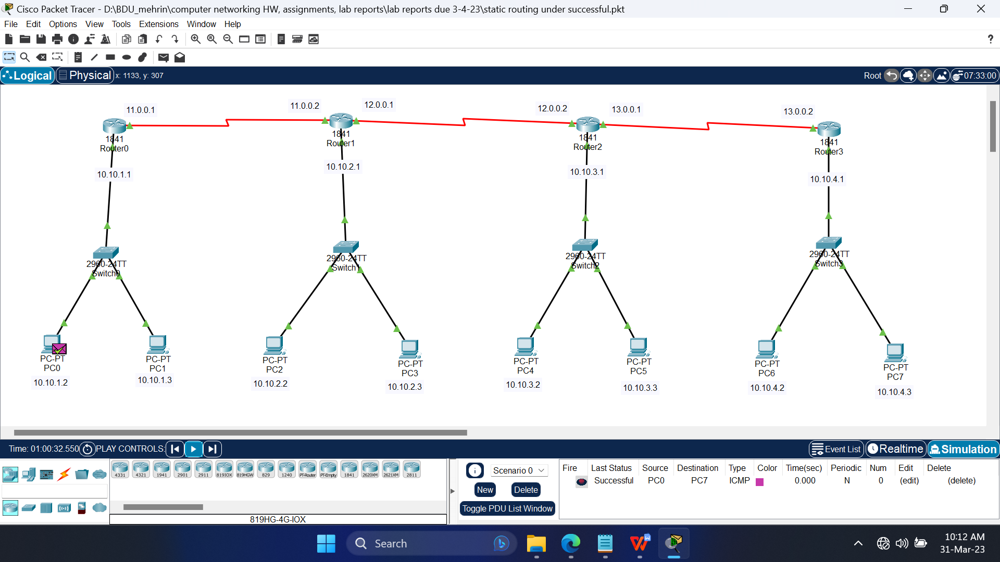 Cisco Packet Tracer - D:\BDU_mehrin\computer networking HW, assignments, lab reports\lab reports due 3-4-23\static routing under successful.pkt
File Edit Options View Tools Extensions Window Help
?
Logical Physical x: 1133, y: 307 Root 07:33:00
11.0.0.1 11.0.0.2 12.0.0.1 12.0.0.2 13.0.0.1 13.0.0.2
1841 1841 1841 1841
Router0 Router1 Router2 Router3
10.10.1.1 10.10.2.1 10.10.3.1 10.10.4.1
2960-24TT 2960-24TT 2960-24TT 2960-24TT
Switch0 Switch1 Switch2 Switch3
PC-PT PC-PT PC-PT PC-PT PC-PT PC-PT PC-PT PC-PT
PC0 PC1 PC2 PC3 PC4 PC5 PC6 PC7
10.10.1.2 10.10.1.3 10.10.2.2 10.10.2.3 10.10.3.2 10.10.3.3 10.10.4.2 10.10.4.3
Time: 01:00:32.550 PLAY CONTROLS: Event List Realtime Simulation
4331 4321 1941 2901 2911 819IOX 819HGW 829 1240 PT-Router PT-Empty 1841 2620XM 2621XM 2811
819HG-4G-IOX
Scenario 0
New Delete
Toggle PDU List Window
Fire Last Status Source Destination Type Color Time(sec) Periodic Num Edit Delete
Successful PC0 PC7 ICMP 0.000 N 0 (edit) (delete)
Search
10:12 AM
31-Mar-23